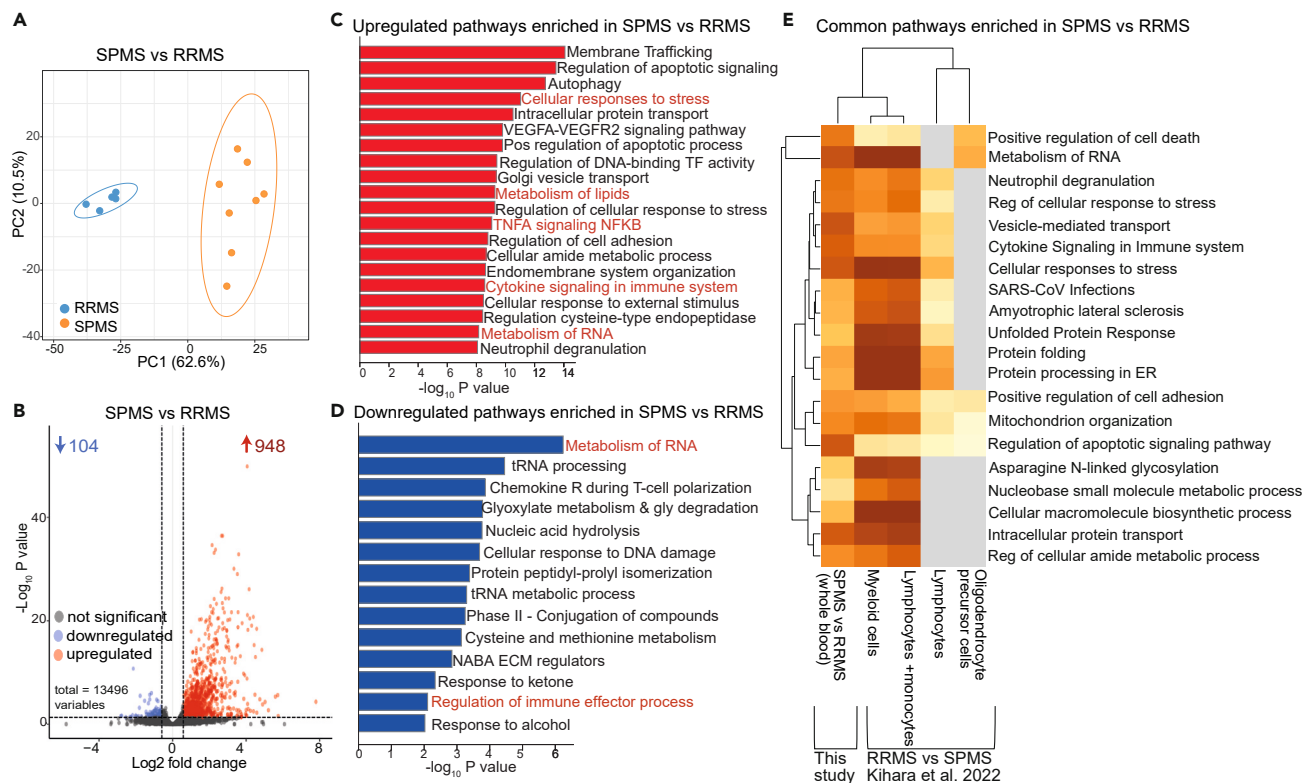 A
SPMS vs RRMS
PC2 (10.5%)
20
0
-20
-40
RRMS
SPMS
-50
-25
0
25
PC1 (62.6%)
B
SPMS vs RRMS
↓104
↑948
-Log₁₀ P value
40
20
0
not significant
downregulated
upregulated
total = 13496
variables
−4
0
4
8
Log2 fold change
C
Upregulated pathways enriched in SPMS vs RRMS
Membrane Trafficking
Regulation of apoptotic signaling
Autophagy
Cellular responses to stress
Intracellular protein transport
VEGFA-VEGFR2 signaling pathway
Pos regulation of apoptotic process
Regulation of DNA-binding TF activity
Golgi vesicle transport
Metabolism of lipids
Regulation of cellular response to stress
TNFA signaling NFKB
Regulation of cell adhesion
Cellular amide metabolic process
Endomembrane system organization
Cytokine signaling in immune system
Cellular response to external stimulus
Regulation cysteine-type endopeptidase
Metabolism of RNA
Neutrophil degranulation
0 1 2 3 4 5 6 7 8 9 10 11 12 13 14
-log₁₀ P value
D
Downregulated pathways enriched in SPMS vs RRMS
Metabolism of RNA
tRNA processing
Chemokine R during T-cell polarization
Glyoxylate metabolism & gly degradation
Nucleic acid hydrolysis
Cellular response to DNA damage
Protein peptidyl-prolyl isomerization
tRNA metabolic process
Phase II - Conjugation of compounds
Cysteine and methionine metabolism
NABA ECM regulators
Response to ketone
Regulation of immune effector process
Response to alcohol
0 1 2 3 4 5 6
-log₁₀ P value
E
Common pathways enriched in SPMS vs RRMS
Positive regulation of cell death
Metabolism of RNA
Neutrophil degranulation
Reg of cellular response to stress
Vesicle-mediated transport
Cytokine Signaling in Immune system
Cellular responses to stress
SARS-CoV Infections
Amyotrophic lateral sclerosis
Unfolded Protein Response
Protein folding
Protein processing in ER
Positive regulation of cell adhesion
Mitochondrion organization
Regulation of apoptotic signaling pathway
Asparagine N-linked glycosylation
Nucleobase small molecule metabolic process
Cellular macromolecule biosynthetic process
Intracellular protein transport
Reg of cellular amide metabolic process
SPMS vs RRMS
(whole blood)
Myeloid cells
Lymphocytes +monocytes
Lymphocytes
Oligodendrocyte
precursor cells
This
study
RRMS vs SPMS
Kihara et al. 2022